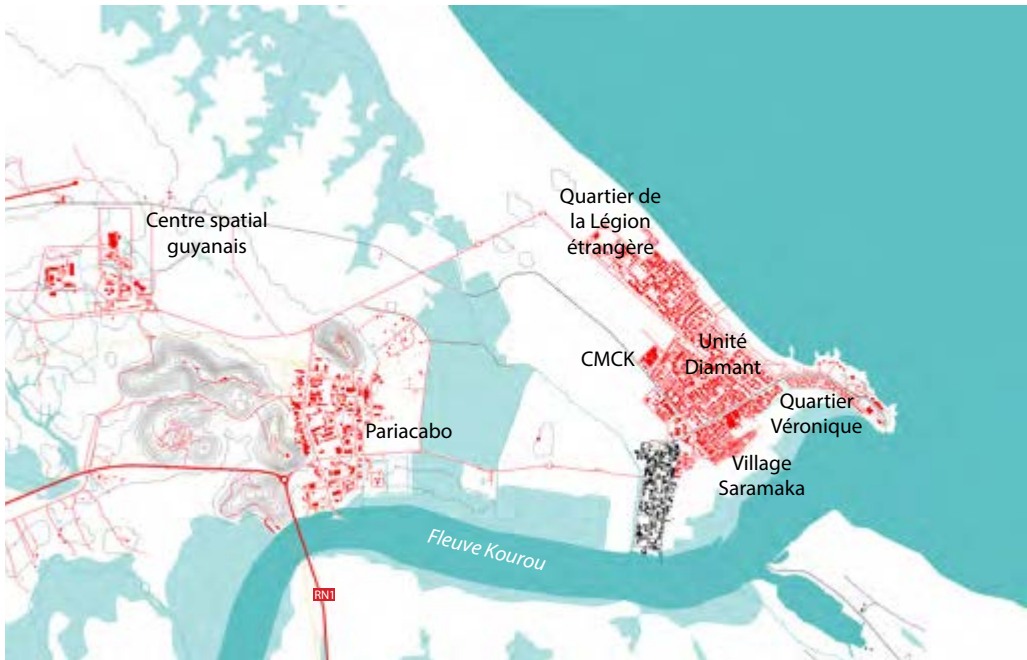 Quartier de
la Légion
étrangère
Centre spatial
guyanais
Unité
Diamant
CMCK
Quartier
Véronique
Pariacabo
Village
Saramaka
Fleuve Kourou
RN1